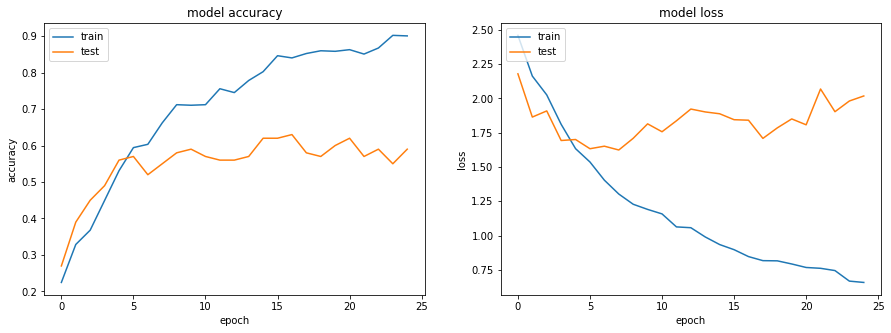 model accuracy
train
test
0.9
0.8
0.7
0.6
0.5
0.4
0.3
0.2
accuracy
0 5 10 15 20 25
epoch
model loss
train
test
2.50
2.25
2.00
1.75
1.50
1.25
1.00
0.75
loss
0 5 10 15 20 25
epoch